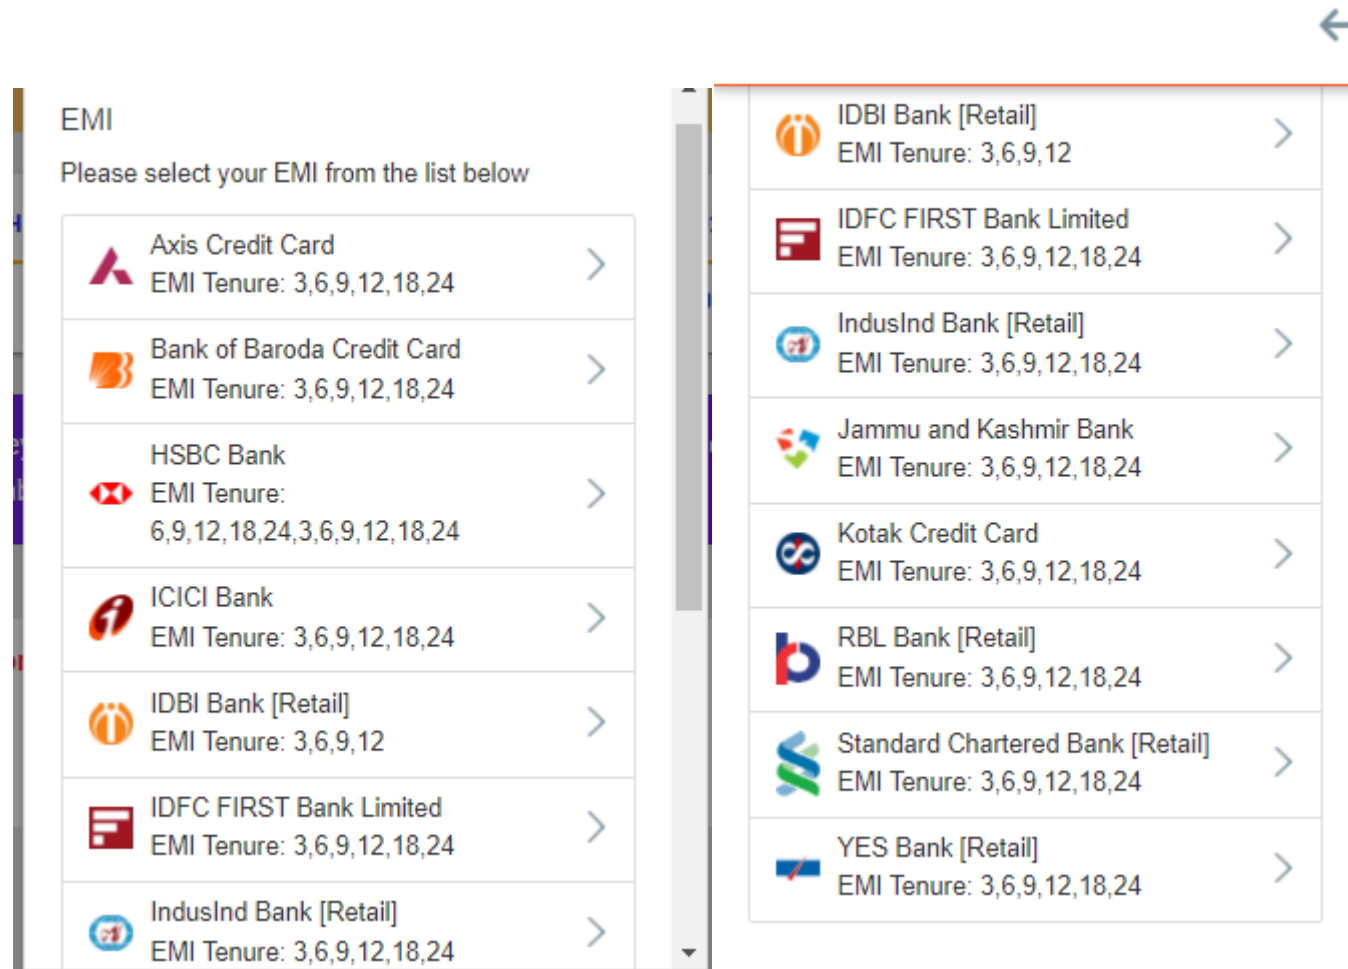 EMI
Please select your EMI from the list below
Axis Credit Card
EMI Tenure: 3,6,9,12,18,24
Bank of Baroda Credit Card
EMI Tenure: 3,6,9,12,18,24
HSBC Bank
EMI Tenure:
6,9,12,18,24,3,6,9,12,18,24
ICICI Bank
EMI Tenure: 3,6,9,12,18,24
IDBI Bank [Retail]
EMI Tenure: 3,6,9,12
IDFC FIRST Bank Limited
EMI Tenure: 3,6,9,12,18,24
IndusInd Bank [Retail]
EMI Tenure: 3,6,9,12,18,24
IDBI Bank [Retail]
EMI Tenure: 3,6,9,12
IDFC FIRST Bank Limited
EMI Tenure: 3,6,9,12,18,24
IndusInd Bank [Retail]
EMI Tenure: 3,6,9,12,18,24
Jammu and Kashmir Bank
EMI Tenure: 3,6,9,12,18,24
Kotak Credit Card
EMI Tenure: 3,6,9,12,18,24
RBL Bank [Retail]
EMI Tenure: 3,6,9,12,18,24
Standard Chartered Bank [Retail]
EMI Tenure: 3,6,9,12,18,24
YES Bank [Retail]
EMI Tenure: 3,6,9,12,18,24